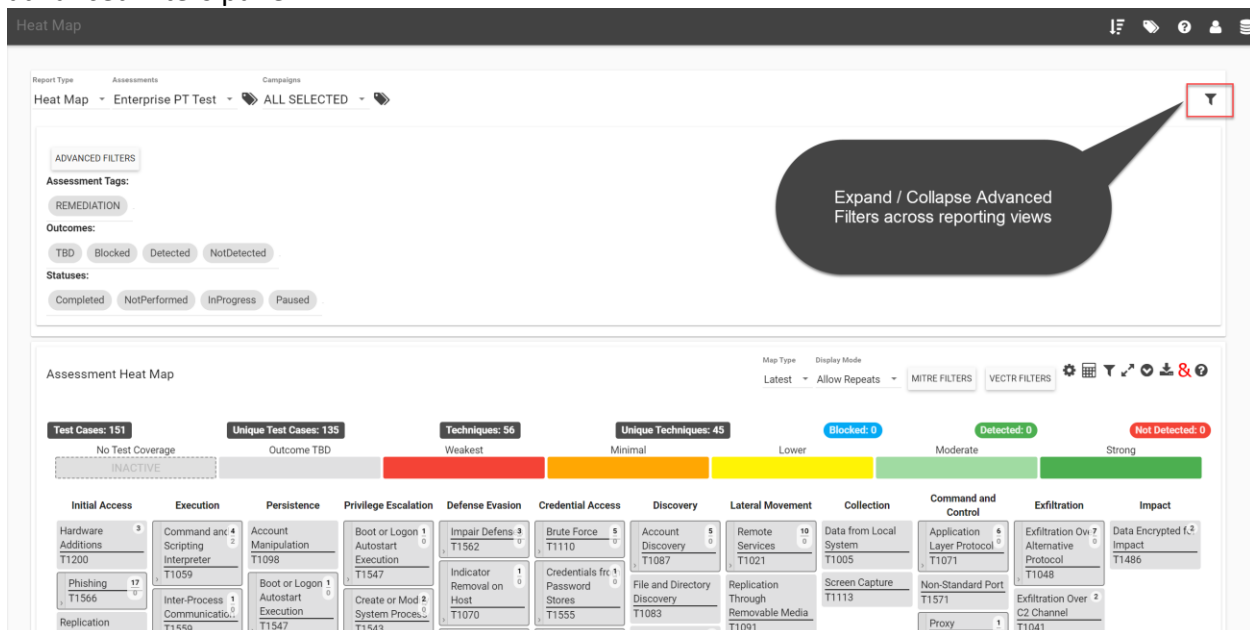 Heat Map
Report Type Assessments Campaigns
Heat Map Enterprise PT Test ALL SELECTED
ADVANCED FILTERS
Assessment Tags:
REMEDIATION
Outcomes:
TBD Blocked Detected NotDetected
Statuses:
Completed NotPerformed InProgress Paused
Expand / Collapse Advanced
Filters across reporting views
Assessment Heat Map
Map Type Display Mode
Latest Allow Repeats MITRE FILTERS VECTR FILTERS
Test Cases: 151 Unique Test Cases: 135 Techniques: 56 Unique Techniques: 45 Blocked: 0 Detected: 0 Not Detected: 0
No Test Coverage Outcome TBD Weakest Minimal Lower Moderate Strong
INACTIVE
Initial Access
Hardware 3
Additions
T1200
Phishing 17
0
T1566
Replication
Execution
Command and 4
Scripting 2
Interpreter
T1059
Inter-Process 1
Communication 0
T1559
Persistence
Account
Manipulation
T1098
Boot or Logon 1
Autostart 0
Execution
T1547
Privilege Escalation
Boot or Logon 1
Autostart 0
Execution
T1547
Create or Mod 2
System Process 0
T1543
Defense Evasion
Impair Defens 3
T1562 0
Indicator 1
Removal on 0
Host
T1070
Credential Access
Brute Force 5
T1110 0
Credentials fro 1
Password 0
Stores
T1555
Discovery
Account 5
Discovery 0
T1087
File and Directory
Discovery
T1083
Lateral Movement
Remote 10
Services 0
T1021
Replication
Through
Removable Media
T1091
Collection
Data from Local
System
T1005
Screen Capture
T1113
Command and
Control
Application 6
Layer Protocol 0
T1071
Non-Standard Port
T1571
Proxy 1
Exfiltration
Exfiltration Ov 7
Alternative 0
Protocol
T1048
Exfiltration Over 2
C2 Channel
T1041
Impact
Data Encrypted f 2
Impact
T1486